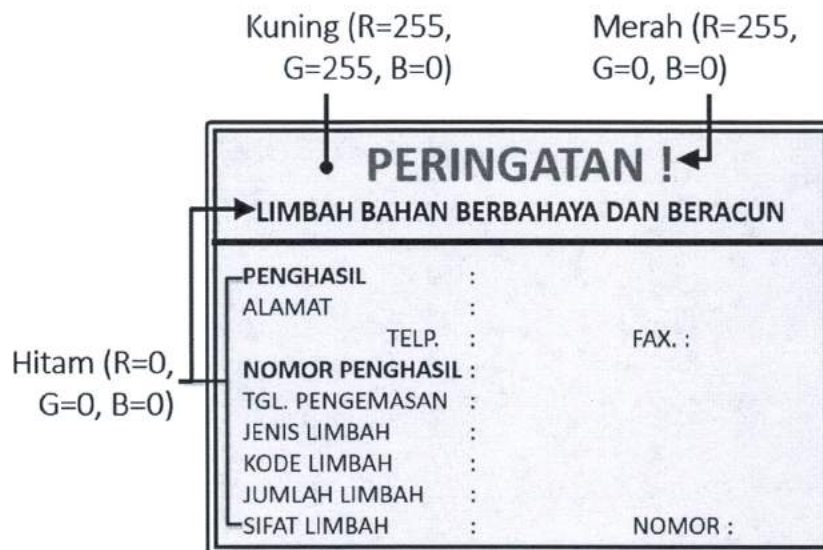 Kuning (R=255,
G=255, B=0)
Merah (R=255,
G=0, B=0)
PERINGATAN !
LIMBAH BAHAN BERBAHAYA DAN BERACUN
PENGHASIL :
ALAMAT :
TELP. : FAX. :
Hitam (R=0,
G=0, B=0)
NOMOR PENGHASIL :
TGL. PENGEMASAN :
JENIS LIMBAH :
KODE LIMBAH :
JUMLAH LIMBAH :
SIFAT LIMBAH : NOMOR :